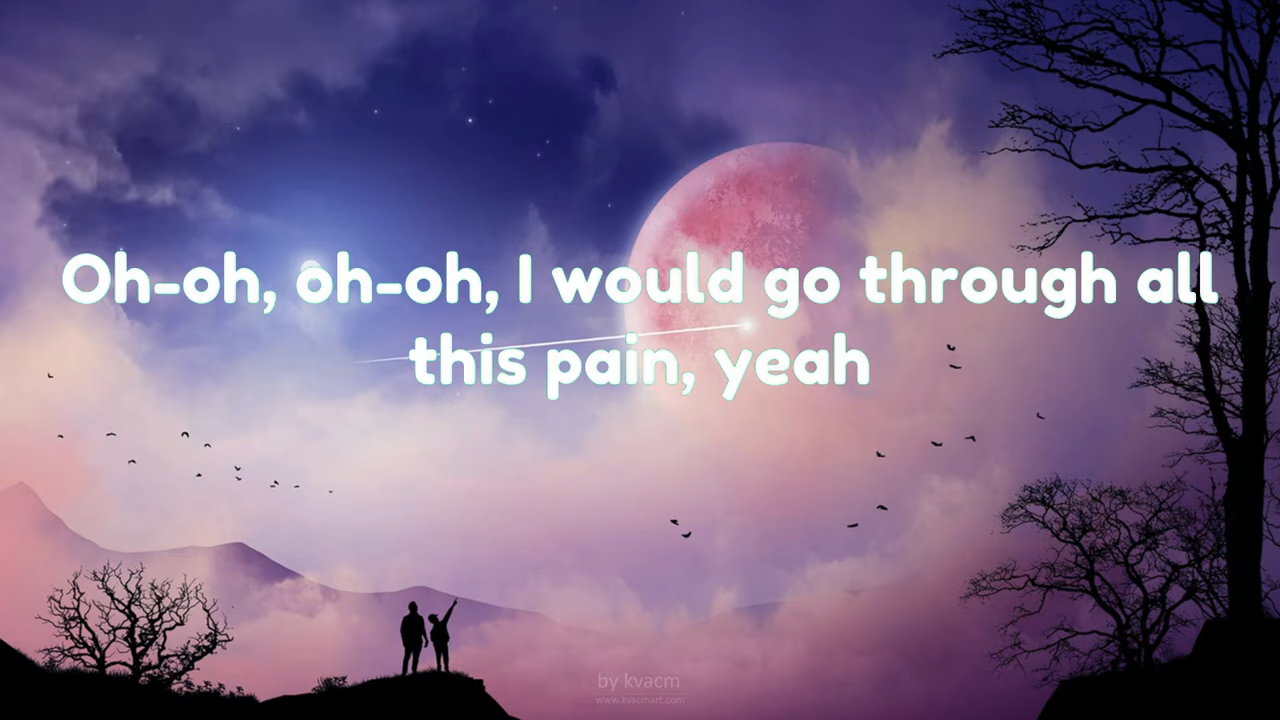 Oh-oh, oh-oh, I would go through all
this pain, yeah
by kvacm
www.kvacmart.com